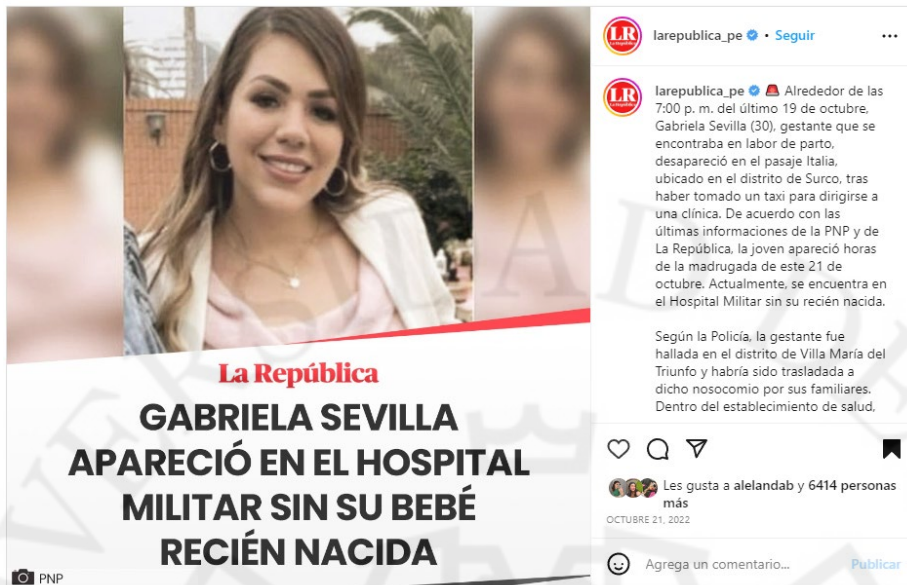 La República
GABRIELA SEVILLA
APARECIÓ EN EL HOSPITAL
MILITAR SIN SU BEBÉ
RECIÉN NACIDA
PNP
LR
La República
larepublica_pe • Seguir
LR
La República
larepublica_pe Alrededor de las
7:00 p. m. del último 19 de octubre,
Gabriela Sevilla (30), gestante que se
encontraba en labor de parto,
desapareció en el pasaje Italia,
ubicado en el distrito de Surco, tras
haber tomado un taxi para dirigirse a
una clínica. De acuerdo con las
últimas informaciones de la PNP y de
La República, la joven apareció horas
de la madrugada de este 21 de
octubre. Actualmente, se encuentra en
el Hospital Militar sin su recién nacida.
Según la Policía, la gestante fue
hallada en el distrito de Villa María del
Triunfo y habría sido trasladada a
dicho nosocomio por sus familiares.
Dentro del establecimiento de salud,
Les gusta a alelandab y 6414 personas
más
OCTUBRE 21, 2022
Agrega un comentario... Publicar